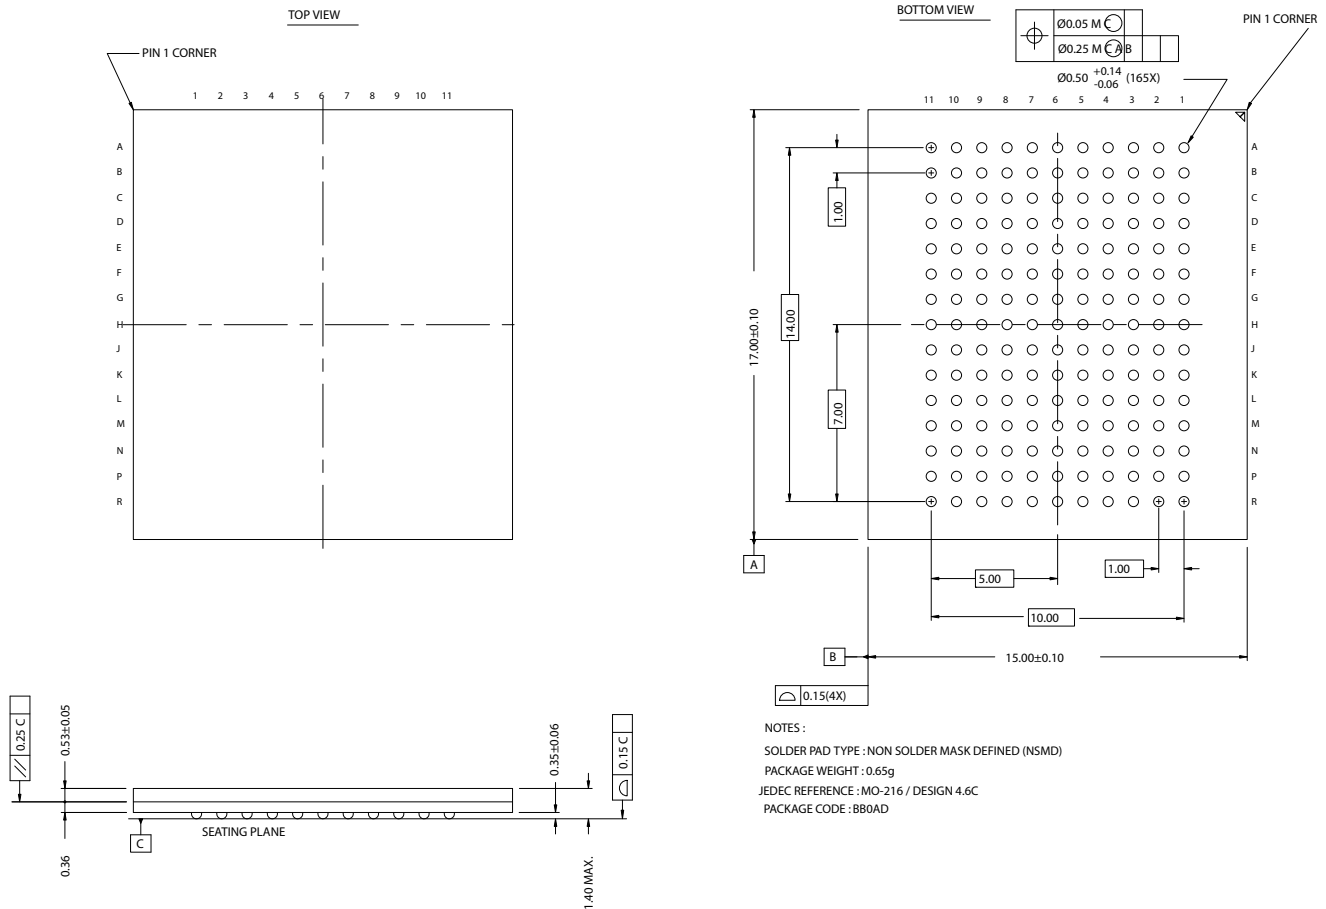 TOP VIEW
PIN 1 CORNER
1 2 3 4 5 6 7 8 9 10 11
A
B
C
D
E
F
G
H
J
K
L
M
N
P
R
BOTTOM VIEW
PIN 1 CORNER
Ø0.05 M C
Ø0.25 M C A B
Ø0.50 +0.14 -0.06 (165X)
11 10 9 8 7 6 5 4 3 2 1
A
B
C
D
E
F
G
H
J
K
L
M
N
P
R
1.00
14.00
17.00±0.10
7.00
A
5.00
1.00
10.00
B
15.00±0.10
0.15(4X)
0.25 C
0.53±0.05
0.36
C
SEATING PLANE
0.35±0.06
0.15 C
1.40 MAX.
NOTES :
SOLDER PAD TYPE : NON SOLDER MASK DEFINED (NSMD)
PACKAGE WEIGHT : 0.65g
JEDEC REFERENCE : MO-216 / DESIGN 4.6C
PACKAGE CODE : BB0AD